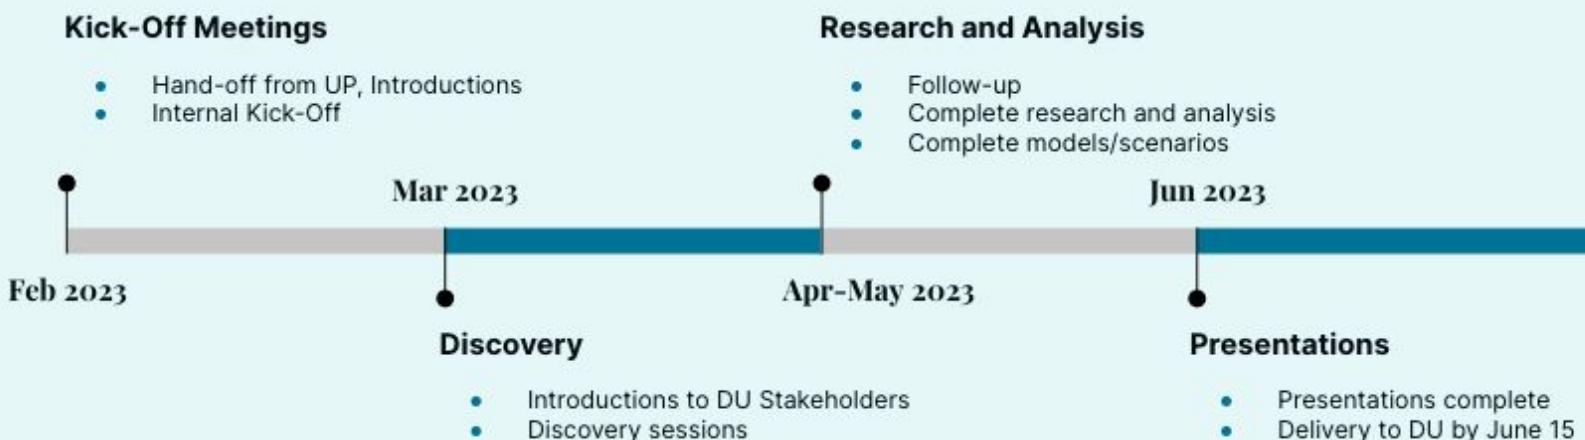 Kick-Off Meetings
Hand-off from UP, Introductions
Internal Kick-Off
Research and Analysis
Follow-up
Complete research and analysis
Complete models/scenarios
Mar 2023
Jun 2023
Feb 2023
Apr-May 2023
Discovery
Introductions to DU Stakeholders
Discovery sessions
Presentations
Presentations complete
Delivery to DU by June 15